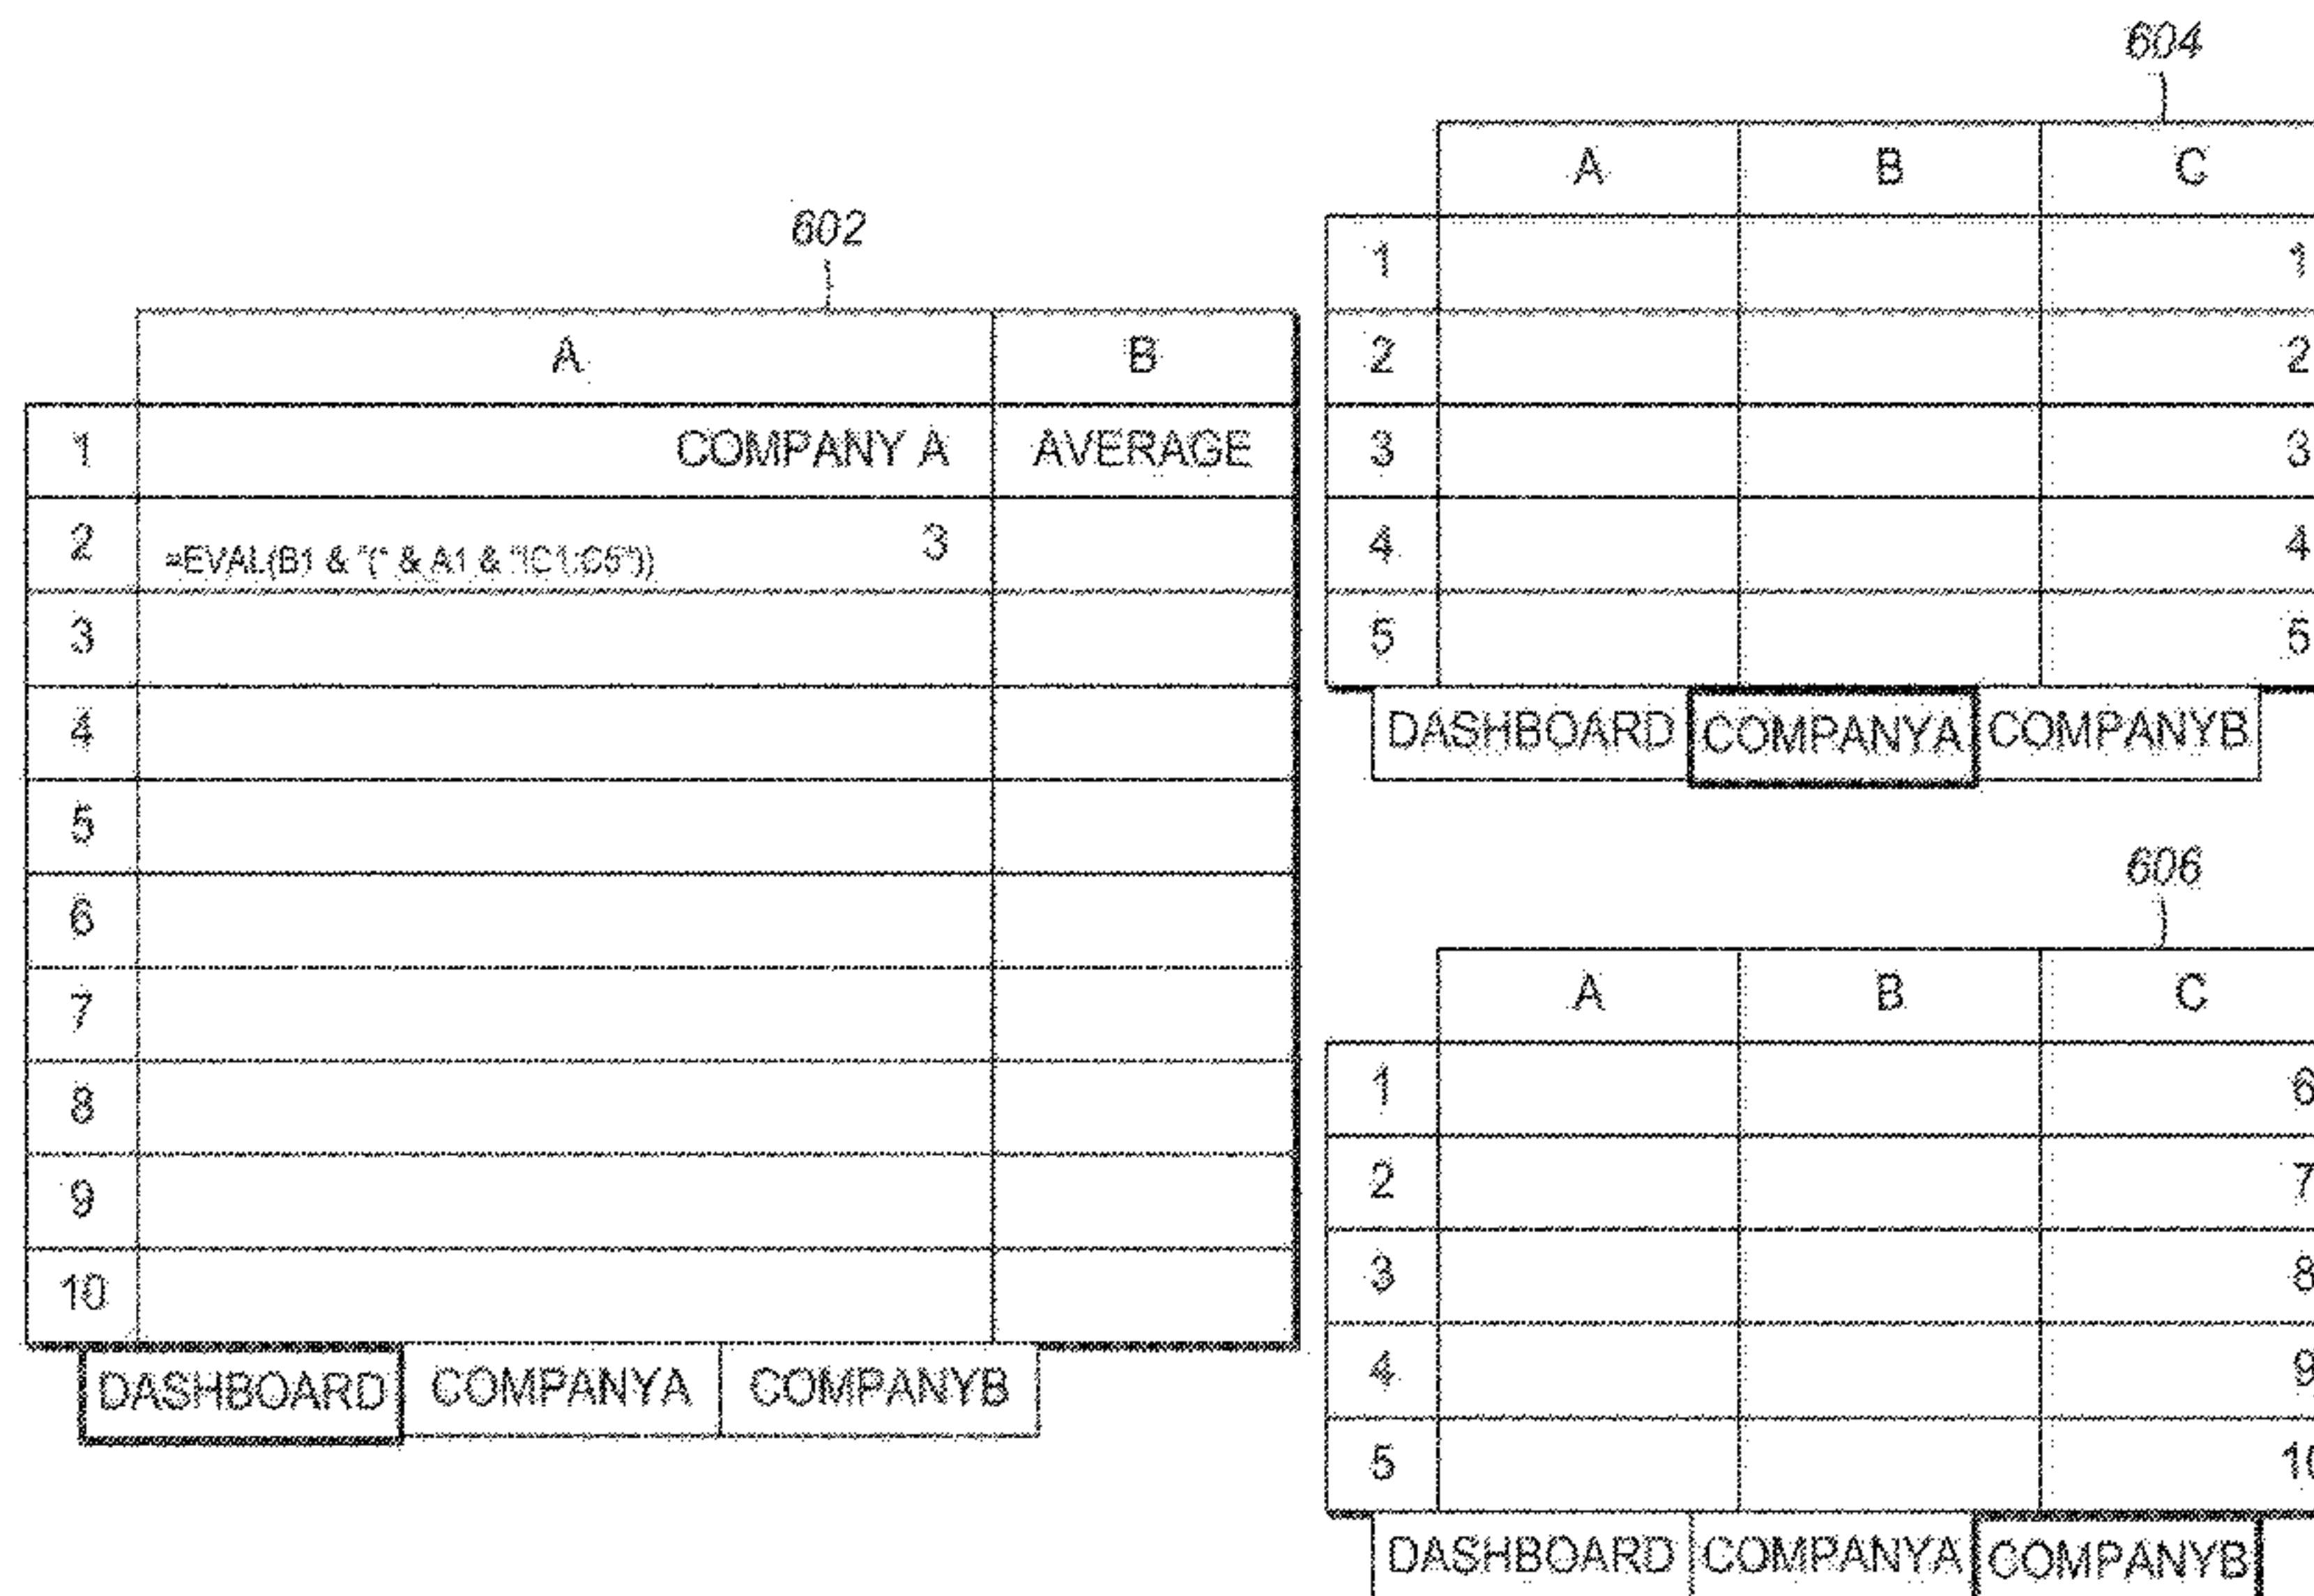 602
A B
1 COMPANY A AVERAGE
2 =EVAL(B1 & "(" & A1 & "!C1:C5")) 3
3
4
5
6
7
8
9
10
DASHBOARD COMPANYA COMPANYB
604
A B C
1 1
2 2
3 3
4 4
5 5
DASHBOARD COMPANYA COMPANYB
606
A B C
1 6
2 7
3 8
4 9
5 10
DASHBOARD COMPANYA COMPANYB